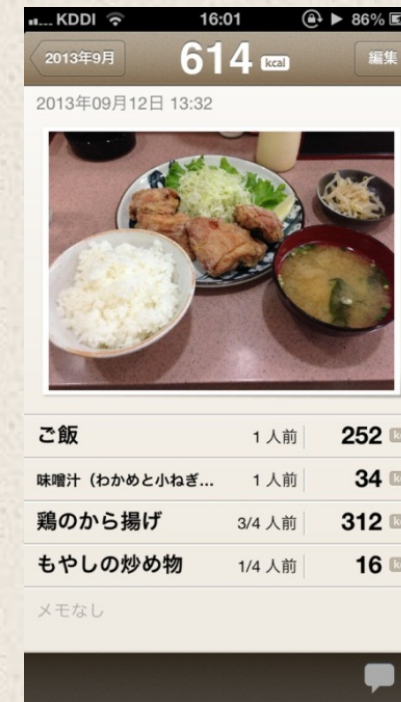 KDDI 16:01 86%
2013年9月 614 kcal 編集
2013年09月12日 13:32
ご飯 1 人前 252
味噌汁（わかめと小ねぎ... 1 人前 34
鶏のから揚げ 3/4 人前 312
もやしの炒め物 1/4 人前 16
メモなし